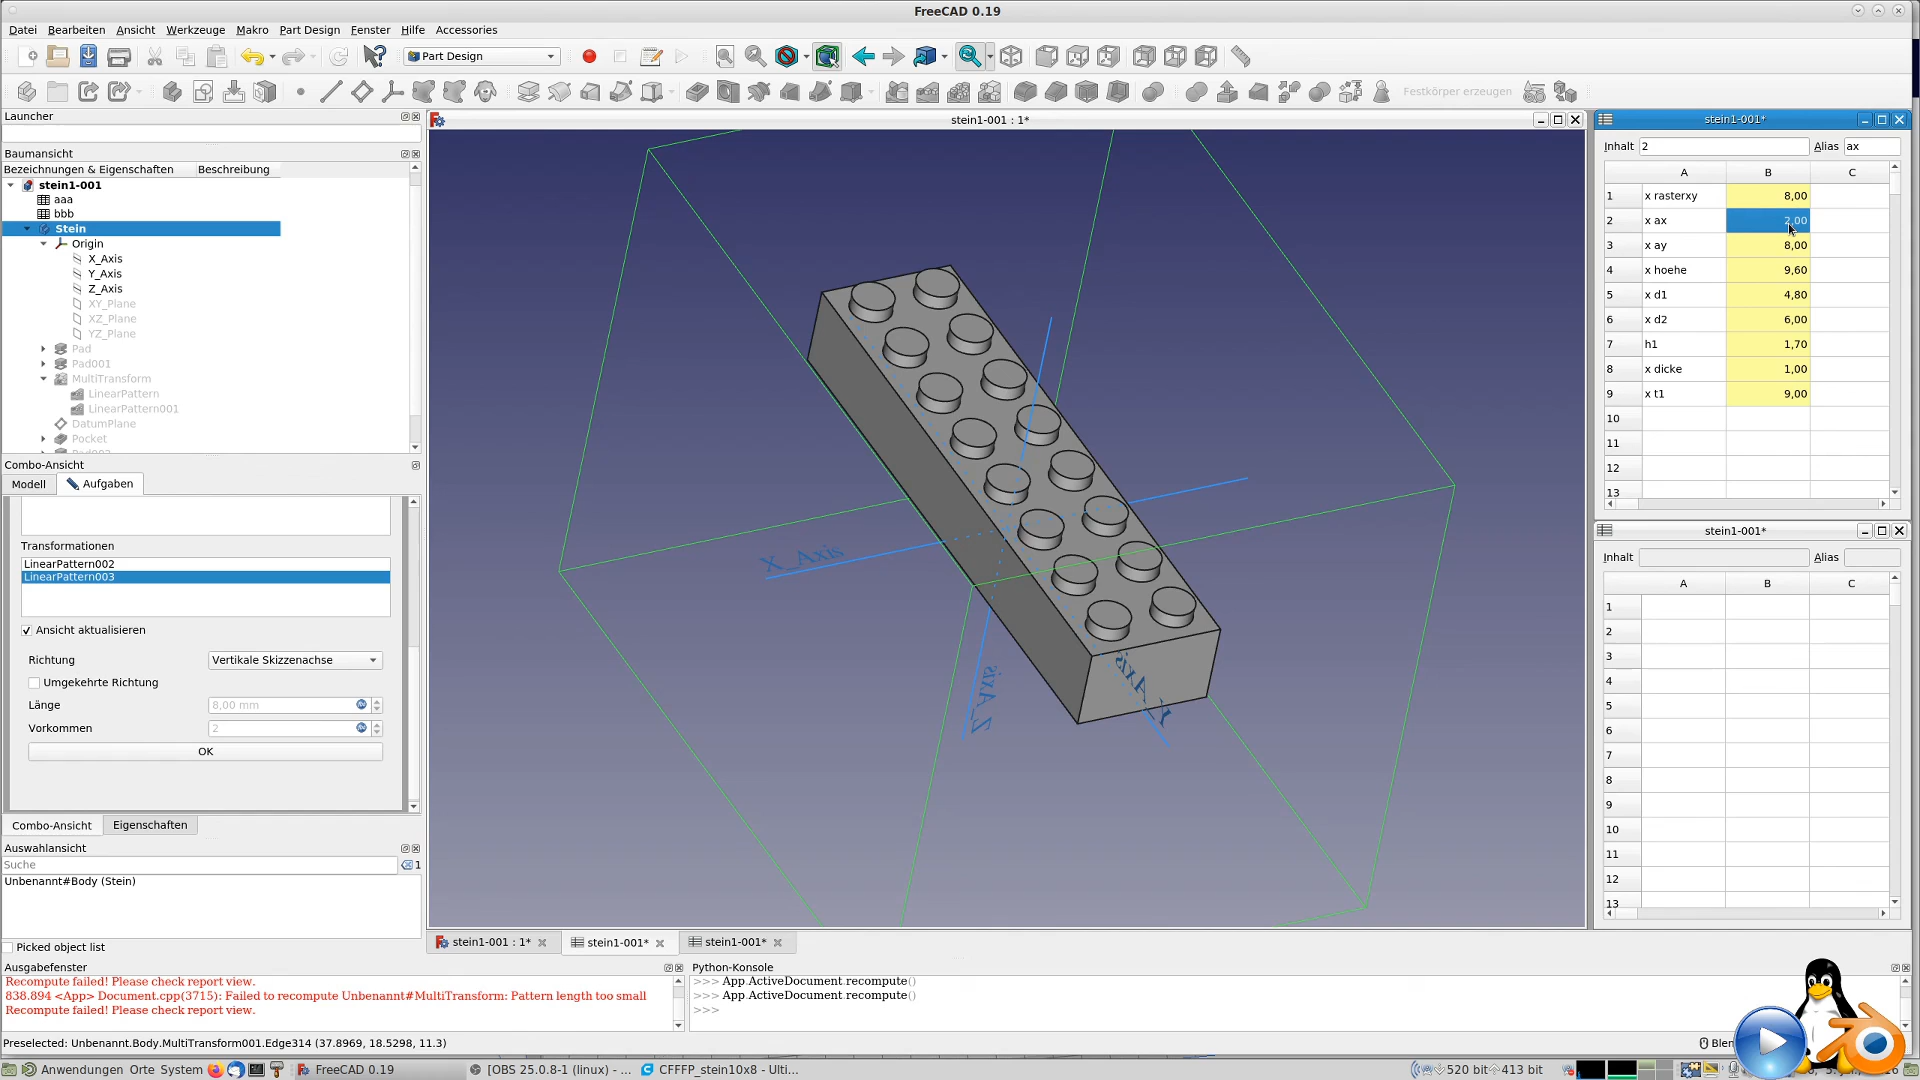 FreeCAD 0.19
Datei Bearbeiten Ansicht Werkzeuge Makro Part Design Fenster Hilfe Accessories
Part Design
Festkörper erzeugen
Launcher
Baumansicht
Bezeichnungen & Eigenschaften Beschreibung
stein1-001
aaa
bbb
Stein
Origin
X_Axis
Y_Axis
Z_Axis
XY_Plane
XZ_Plane
YZ_Plane
Pad
Pad001
MultiTransform
LinearPattern
LinearPattern001
DatumPlane
Pocket
Combo-Ansicht
Modell Aufgaben
Transformationen
LinearPattern002
LinearPattern003
Ansicht aktualisieren
Richtung Vertikale Skizzenachse
Umgekehrte Richtung
Länge 8,00 mm
Vorkommen 2
OK
Combo-Ansicht Eigenschaften
Auswahlansicht
Suche 1
Unbenannt#Body (Stein)
Picked object list
stein1-001 : 1*
X_Axis
Z_Axis
Y_Axis
stein1-001 : 1* stein1-001* stein1-001*
stein1-001*
Inhalt 2 Alias ax
A B C
1 x rasterxy 8,00
2 x ax 2,00
3 x ay 8,00
4 x hoehe 9,60
5 x d1 4,80
6 x d2 6,00
7 h1 1,70
8 x dicke 1,00
9 x t1 9,00
10
11
12
13
stein1-001*
Inhalt Alias
A B C
1
2
3
4
5
6
7
8
9
10
11
12
13
Ausgabefenster
Recompute failed! Please check report view.
838.894 <App> Document.cpp(3715): Failed to recompute Unbenannt#MultiTransform: Pattern length too small
Recompute failed! Please check report view.
Python-Konsole
>>> App.ActiveDocument.recompute()
>>> App.ActiveDocument.recompute()
>>>
Preselected: Unbenannt.Body.MultiTransform001.Edge314 (37.8969, 18.5298, 11.3)
Anwendungen Orte System FreeCAD 0.19 [OBS 25.0.8-1 (linux) - ... CFFFP_stein10x8 - Ulti... 520 bit 413 bit